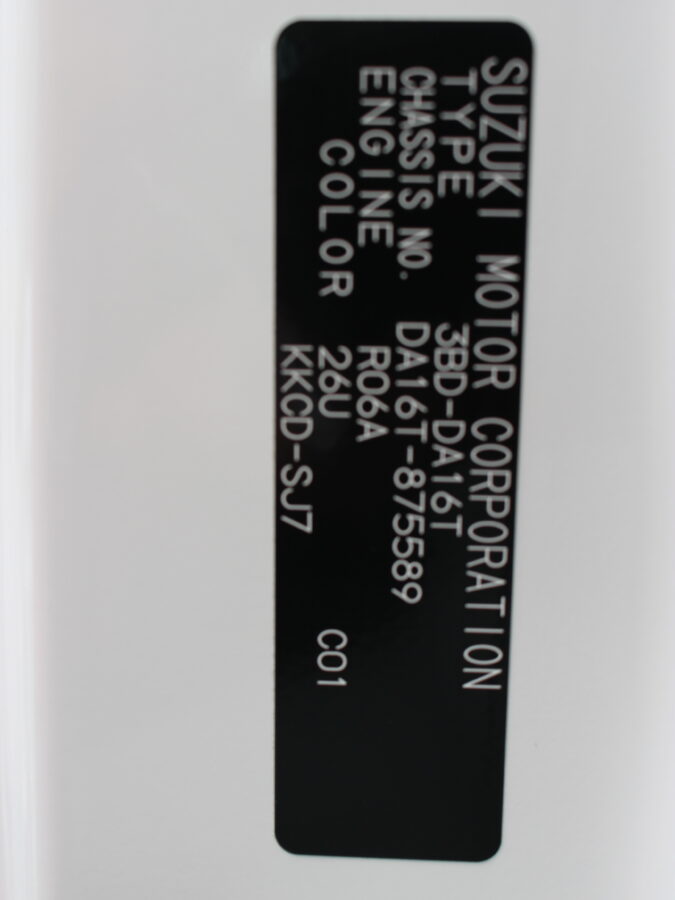 SUZUKI MOTOR CORPORATION
TYPE 3BD-DA16T
CHASSIS NO. DA16T-875589
ENGINE R06A
COLOR 26U C01
KKCD-SJ7